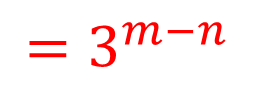 = 3^{m-n}